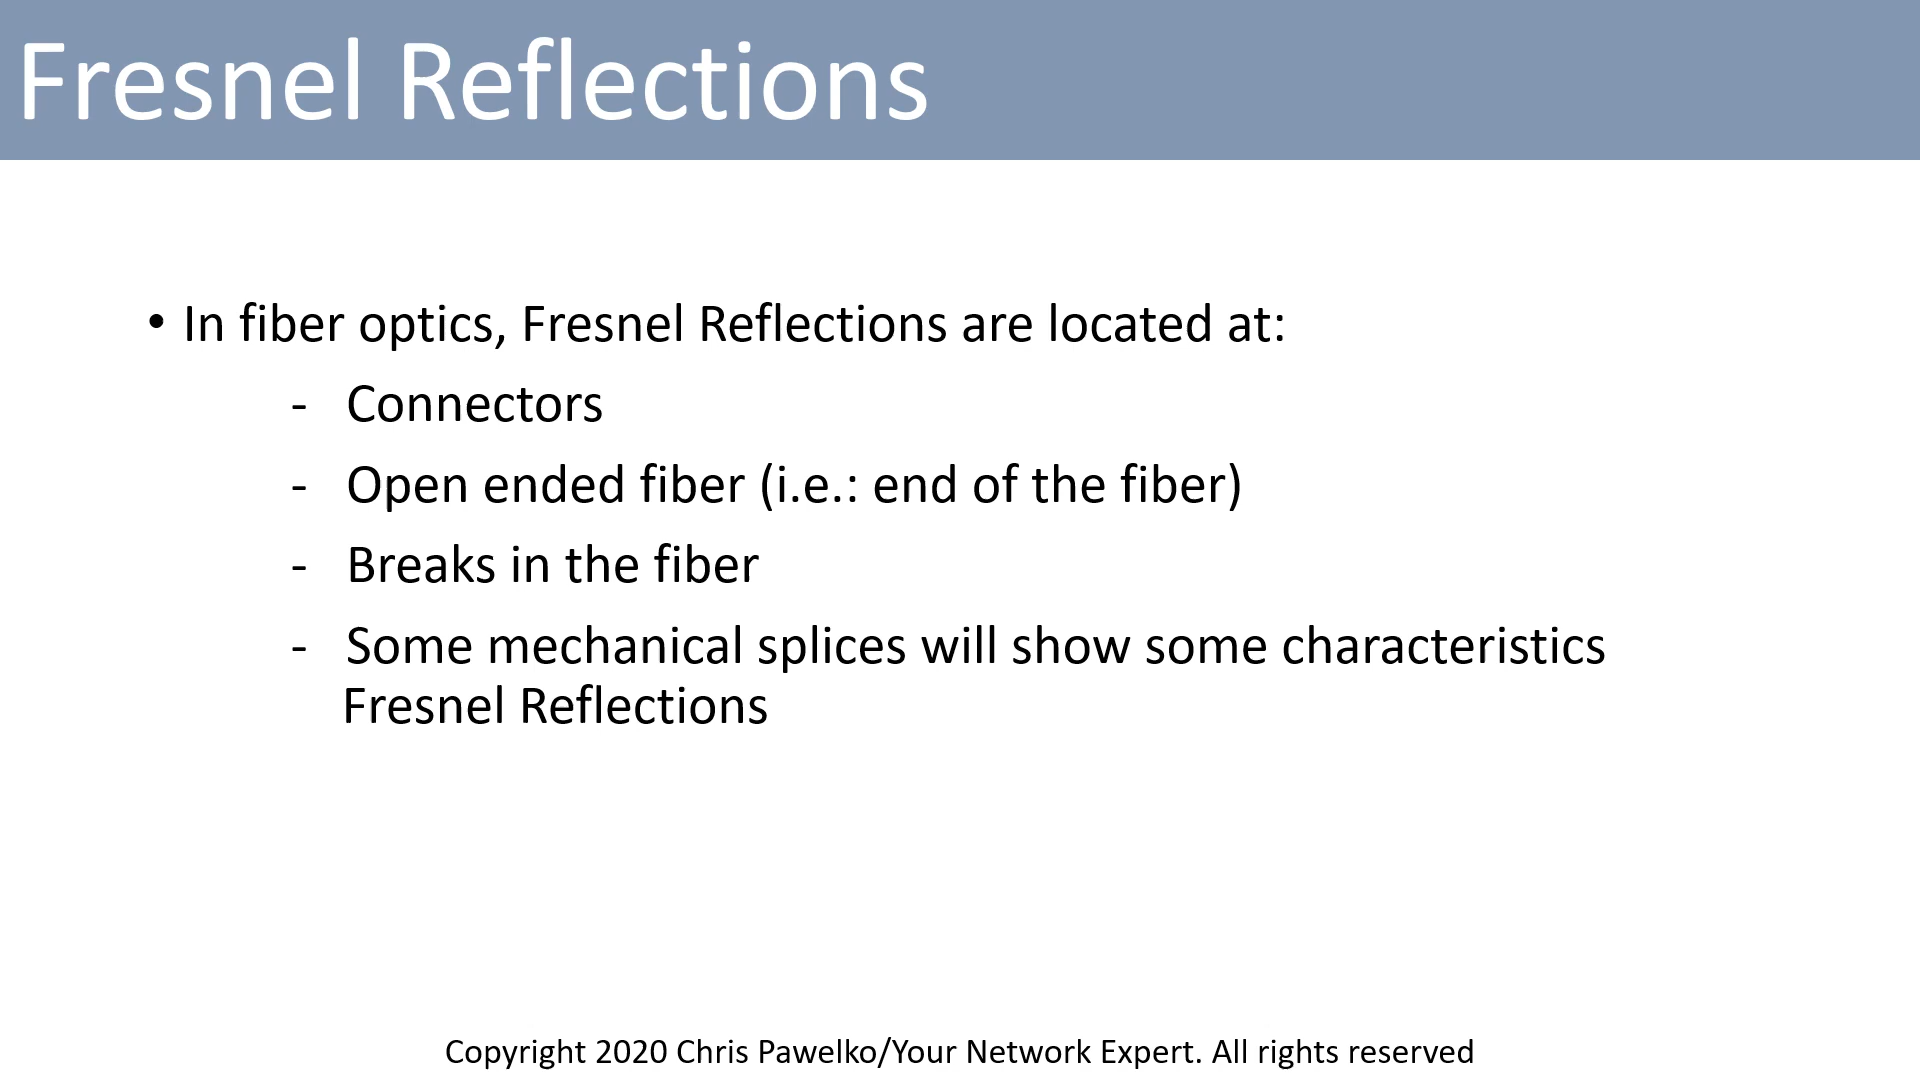 Fresnel Reflections
• In fiber optics, Fresnel Reflections are located at:
- Connectors
- Open ended fiber (i.e.: end of the fiber)
- Breaks in the fiber
- Some mechanical splices will show some characteristics
Fresnel Reflections
Copyright 2020 Chris Pawelko/Your Network Expert. All rights reserved